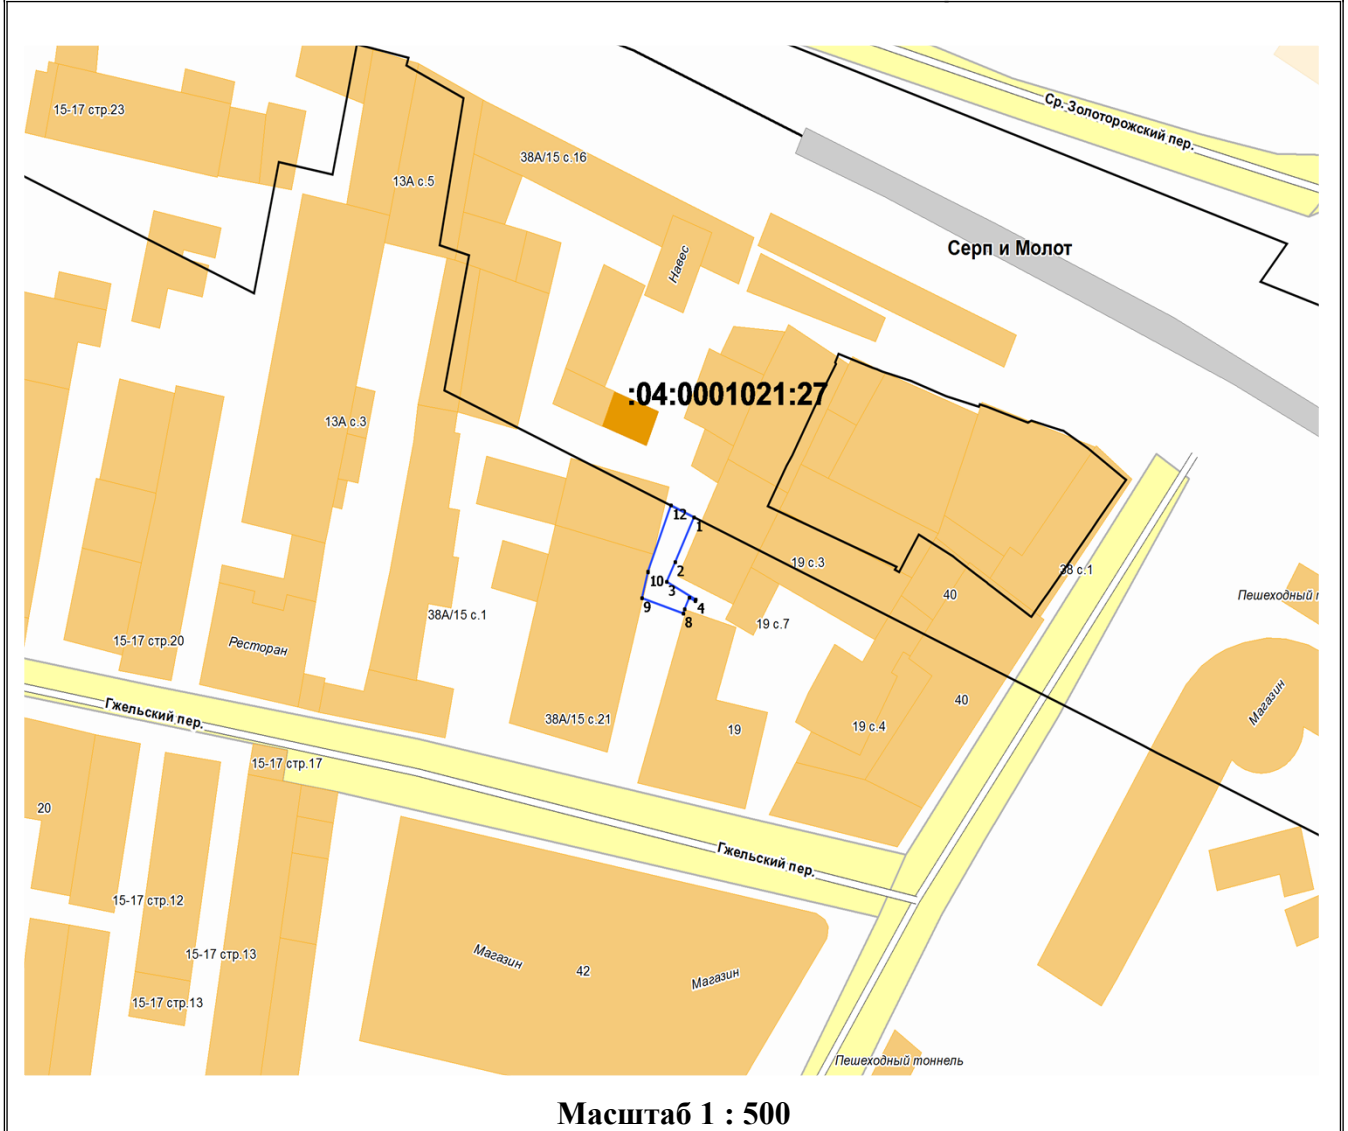 15-17 стр.23
Ср. Золоторожский пер.
38А/15 с.16
13А с.5
Навес
Серп и Молот
:04:0001021:27
13А с.3
12
1
2
10
3
4
9
8
19 с.3
38 с.1
40
Пешеходный
38А/15 с.1
19 с.7
15-17 стр.20
Ресторан
40
Магазин
Гжельский пер.
38А/15 с.21
19
19 с.4
15-17 стр.17
20
Гжельский пер.
15-17 стр.12
15-17 стр.13
Магазин
42
Магазин
15-17 стр.13
Пешеходный тоннель
Масштаб 1 : 500